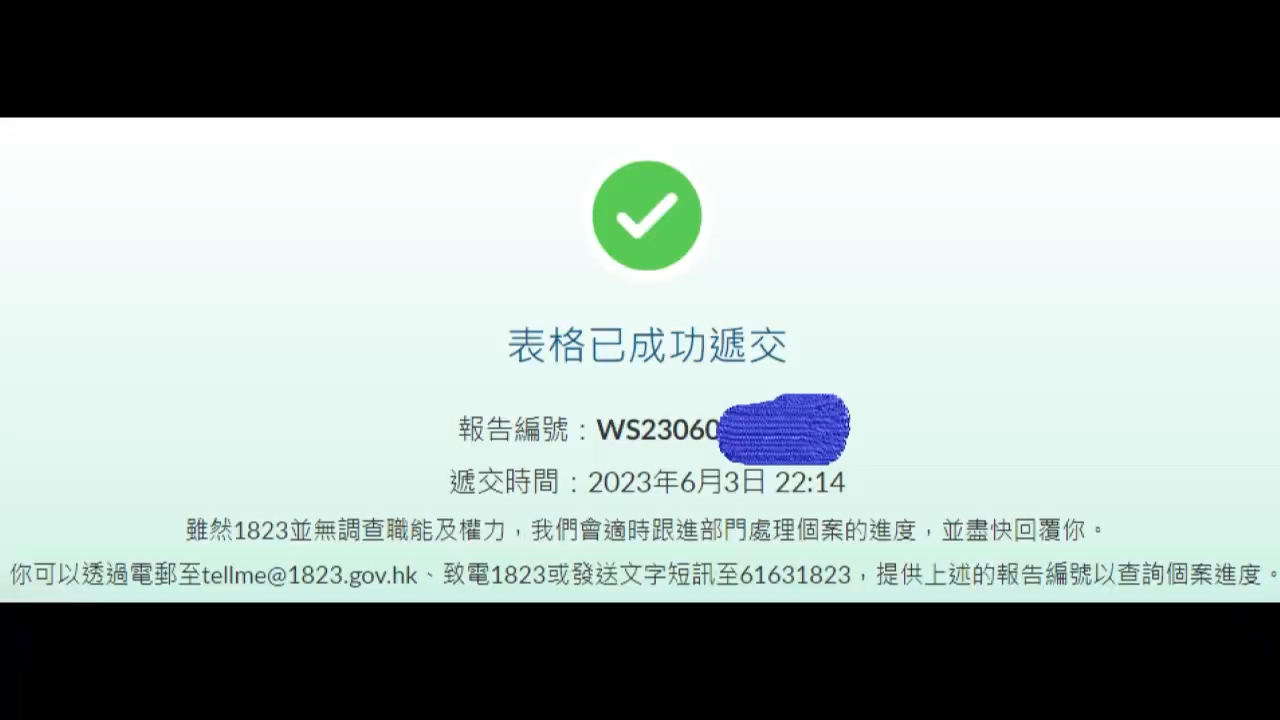 表格已成功遞交
報告編號：WS23060
遞交時間：2023年6月3日 22:14
雖然1823並無調查職能及權力，我們會適時跟進部門處理個案的進度，並盡快回覆你。
你可以透過電郵至tellme@1823.gov.hk、致電1823或發送文字短訊至61631823，提供上述的報告編號以查詢個案進度。